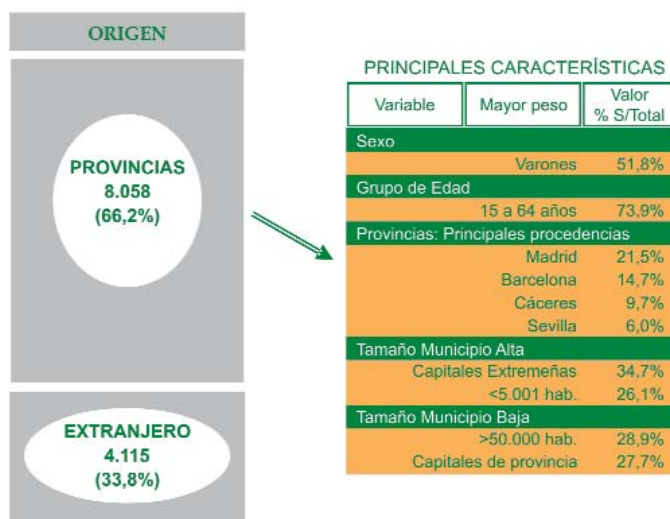 ORIGEN
PROVINCIAS
8.058
(66,2%)
EXTRANJERO
4.115
(33,8%)
PRINCIPALES CARACTERÍSTICAS
Variable Mayor peso Valor % S/Total
Sexo
Varones 51,8%
Grupo de Edad
15 a 64 años 73,9%
Provincias: Principales procedencias
Madrid 21,5%
Barcelona 14,7%
Cáceres 9,7%
Sevilla 6,0%
Tamaño Municipio Alta
Capitales Extremeñas 34,7%
<5.001 hab. 26,1%
Tamaño Municipio Baja
>50.000 hab. 28,9%
Capitales de provincia 27,7%